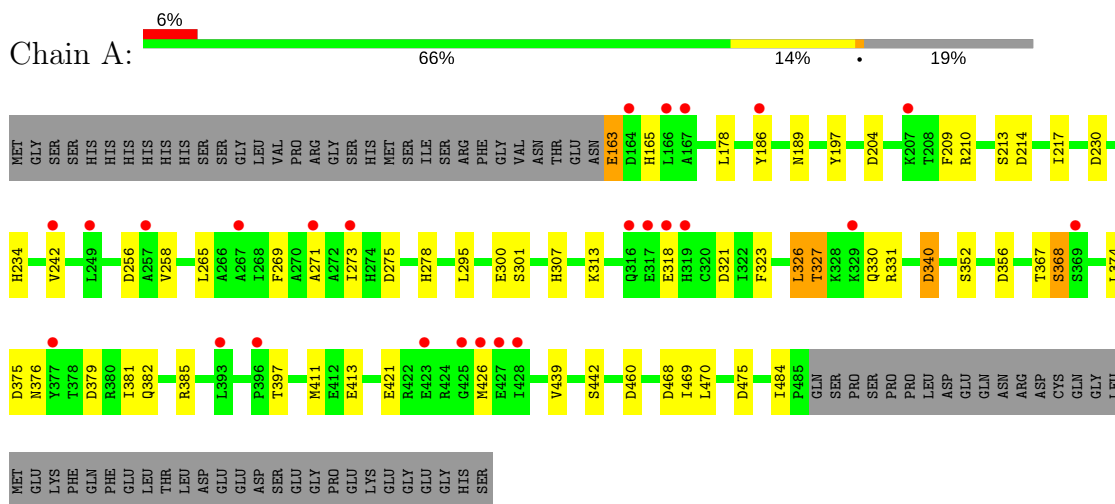 6%
Chain A:
66% 14% • 19%
MET GLY SER SER HIS HIS HIS HIS HIS HIS SER SER GLY LEU VAL PRO ARG GLY SER HIS MET SER ILE SER ARG PHE GLY VAL ASN THR GLU ASN E163 D164 H165 L166 A167 L178 Y186 N189 Y197 D204 K207 T208 F209 R210 S213 D214 I217 D230
H234 V242 L249 D256 A257 V258 L265 A266 A267 I268 F269 A270 A271 A272 I273 H274 D275 H278 L295 E300 S301 H307 K313 Q316 E317 E318 H319 C320 D321 I322 F323 L326 T327 K328 K329 Q330 R331 D340 S352 D356 T367 S368 S369 L374
D375 N376 Y377 T378 D379 R380 I381 Q382 R385 L393 P396 T397 M411 E412 E413 E421 R422 E423 R424 G425 M426 E427 I428 V439 S442 D460 D468 I469 L470 D475 I484 P485 GLN SER PRO SER PRO PRO LEU ASP GLU GLN ASN ARG ASP CYS GLN GLY LEU
MET GLU LYS PHE GLN PHE GLU LEU THR LEU ASP GLU GLU ASP SER GLU GLY PRO GLU LYS GLU GLY GLU GLY HIS SER